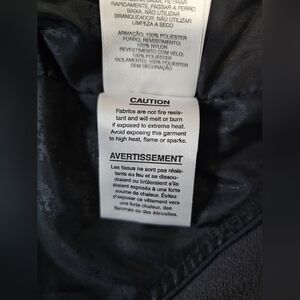 RAPIDAMENTE, PASSAR A FERRO
BAIXA, NÃO UTILIZAR
BRANQUEADOR, NÃO UTILIZAR
LIMPEZA A SECO
ARMAÇÃO: 100% POLIÉSTER
FORRO, REVESTIMENTO:
100% NYLON
REVESTIMENTO COM VELO:
100% POLIÉSTER
ISOLAMENTO: 100% POLIÉSTER
SEM DECORAÇÃO
CAUTION
Fabrics are not fire resis-
tant and will melt or burn
if exposed to extreme heat.
Avoid exposing this garment
to high heat, flame or sparks.
AVERTISSEMENT
Les tissus ne sont pas résis-
tants au feu et se dissou-
draient ou brûleraient s'ils
étaient exposés à une forte
source de chaleur. Évitez
d'exposer ce vêtement vers
une forte chaleur, des
flammes ou des étincelles.